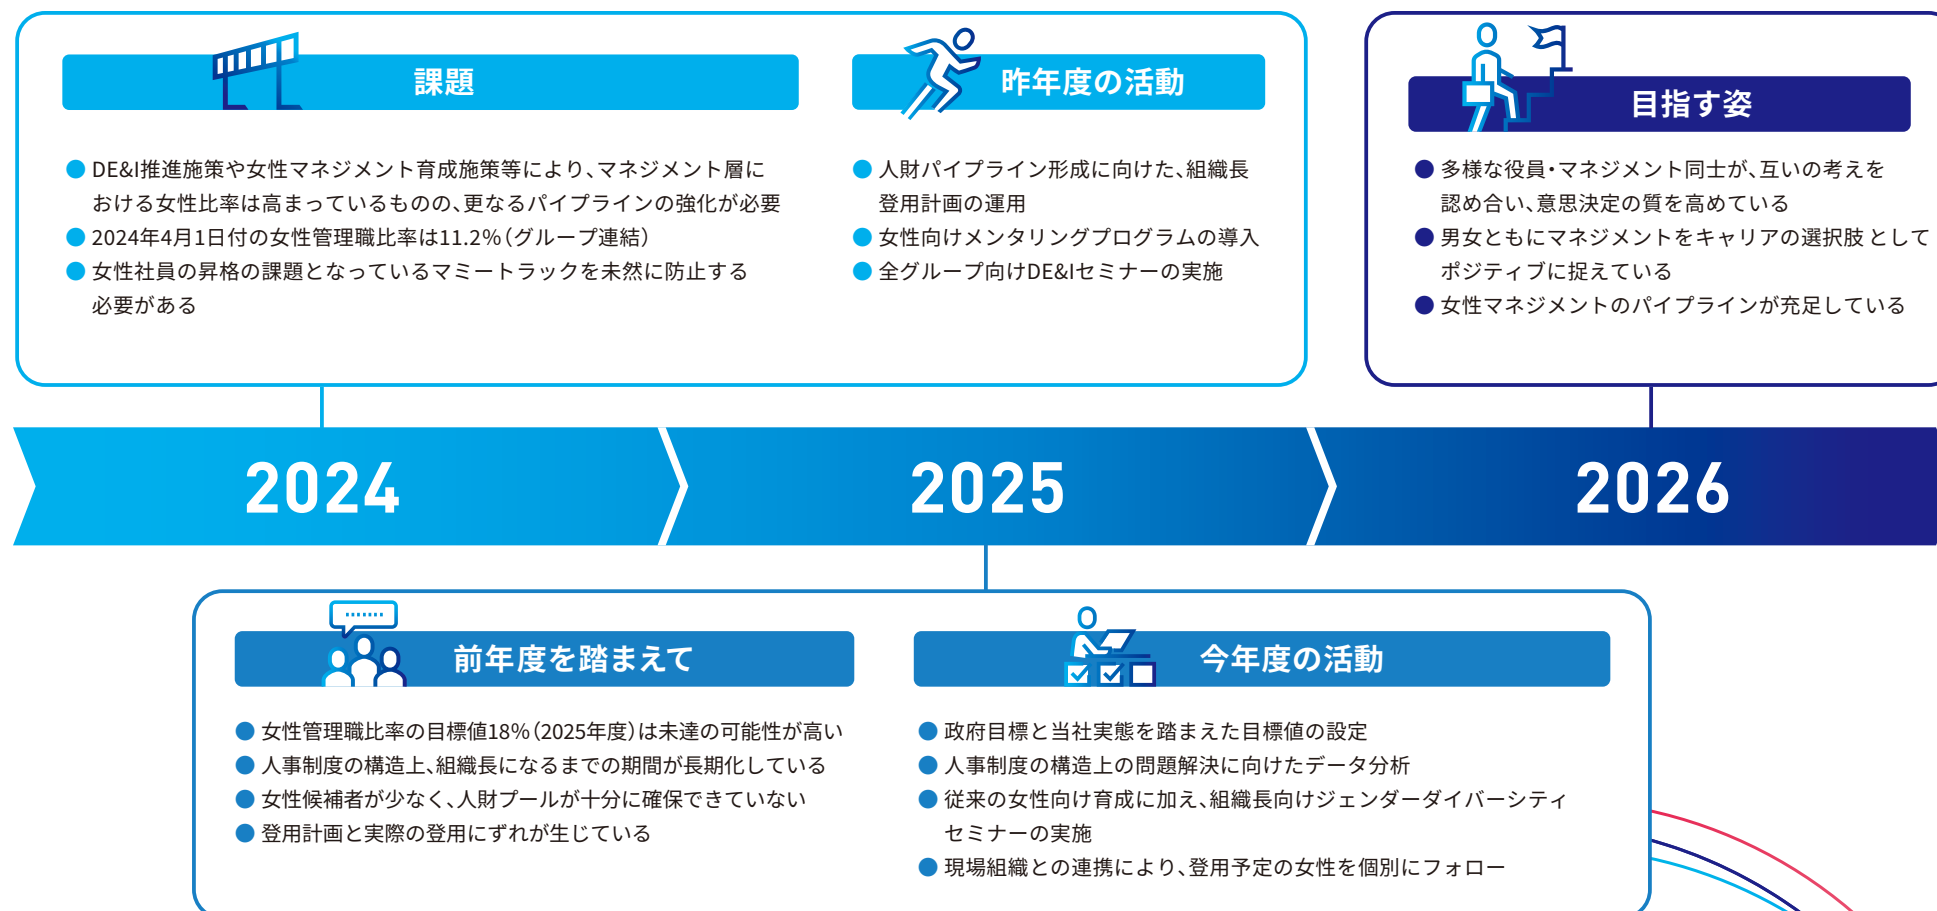 課題
● DE&I推進施策や女性マネジメント育成施策等により、マネジメント層に
おける女性比率は高まっているものの、更なるパイプラインの強化が必要
● 2024年4月1日付の女性管理職比率は11.2%(グループ連結)
● 女性社員の昇格の課題となっているマミートラックを未然に防止する
必要がある
昨年度の活動
● 人財パイプライン形成に向けた、組織長
登用計画の運用
● 女性向けメンタリングプログラムの導入
● 全グループ向けDE&Iセミナーの実施
目指す姿
● 多様な役員・マネジメント同士が、互いの考えを
認め合い、意思決定の質を高めている
● 男女ともにマネジメントをキャリアの選択肢 として
ポジティブに捉えている
● 女性マネジメントのパイプラインが充足している
2024
2025
2026
前年度を踏まえて
● 女性管理職比率の目標値18%(2025年度)は未達の可能性が高い
● 人事制度の構造上、組織長になるまでの期間が長期化している
● 女性候補者が少なく、人財プールが十分に確保できていない
● 登用計画と実際の登用にずれが生じている
今年度の活動
● 政府目標と当社実態を踏まえた目標値の設定
● 人事制度の構造上の問題解決に向けたデータ分析
● 従来の女性向け育成に加え、組織長向けジェンダーダイバーシティ
セミナーの実施
● 現場組織との連携により、登用予定の女性を個別にフォロー